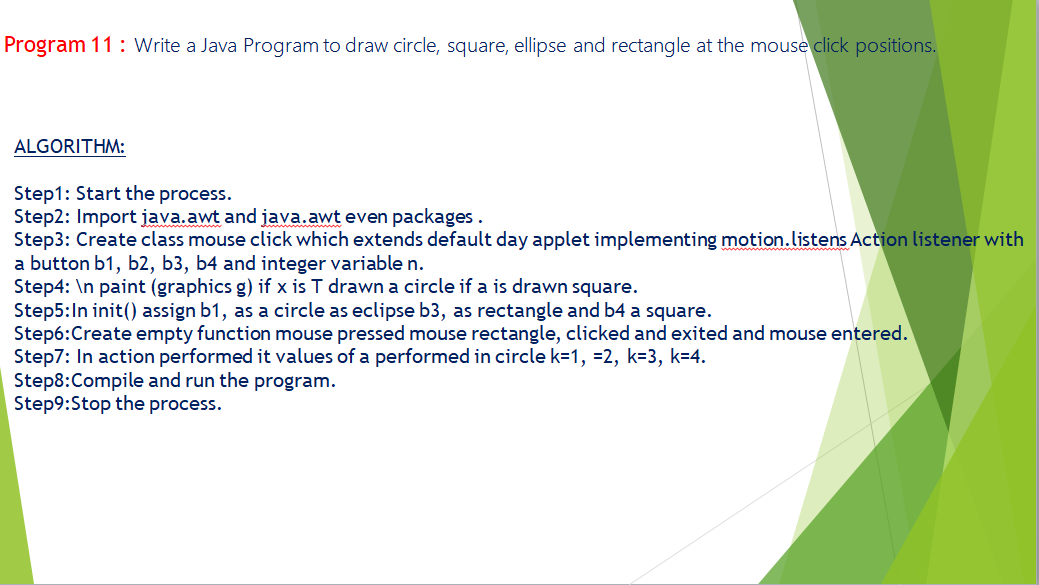 Program 11 : Write a Java Program to draw circle, square, ellipse and rectangle at the mouse click positions.
ALGORITHM:
Step1: Start the process.
Step2: Import java.awt and java.awt even packages .
Step3: Create class mouse click which extends default day applet implementing motion.listens Action listener with
a button b1, b2, b3, b4 and integer variable n.
Step4: \n paint (graphics g) if x is T drawn a circle if a is drawn square.
Step5:In init() assign b1, as a circle as eclipse b3, as rectangle and b4 a square.
Step6:Create empty function mouse pressed mouse rectangle, clicked and exited and mouse entered.
Step7: In action performed it values of a performed in circle k=1, =2, k=3, k=4.
Step8:Compile and run the program.
Step9:Stop the process.